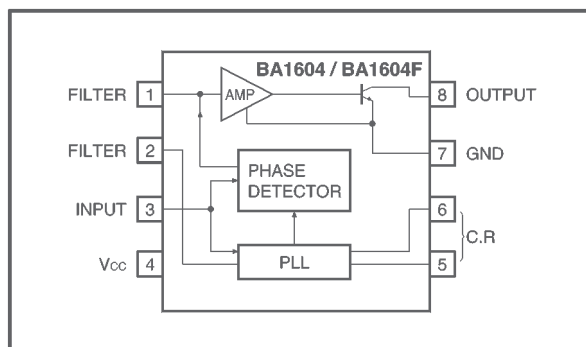 BA1604 / BA1604F
FILTER 1
AMP
8 OUTPUT
FILTER 2
7 GND
PHASE
DETECTOR
INPUT 3
6
C.R
VCC 4
PLL
5